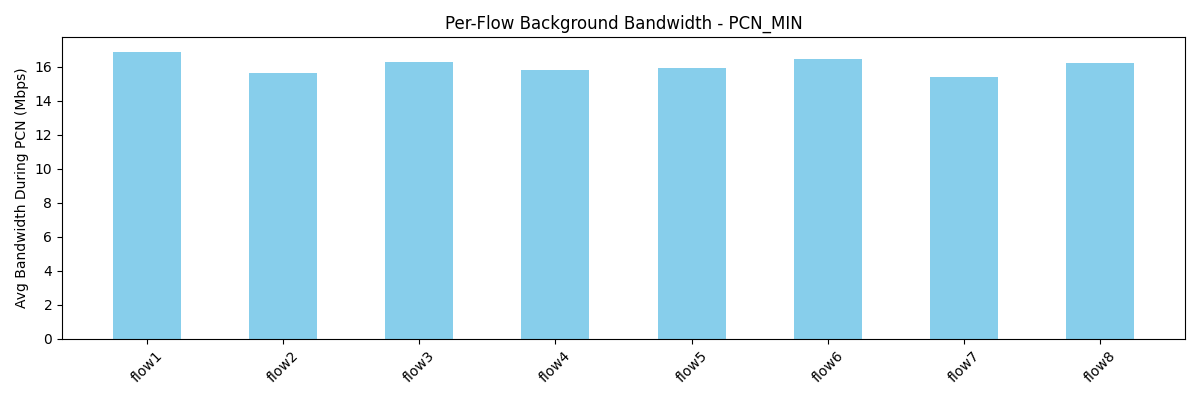 Per-Flow Background Bandwidth - PCN_MIN
Avg Bandwidth During PCN (Mbps)
16
14
12
10
8
6
4
2
0
flow1
flow2
flow3
flow4
flow5
flow6
flow7
flow8